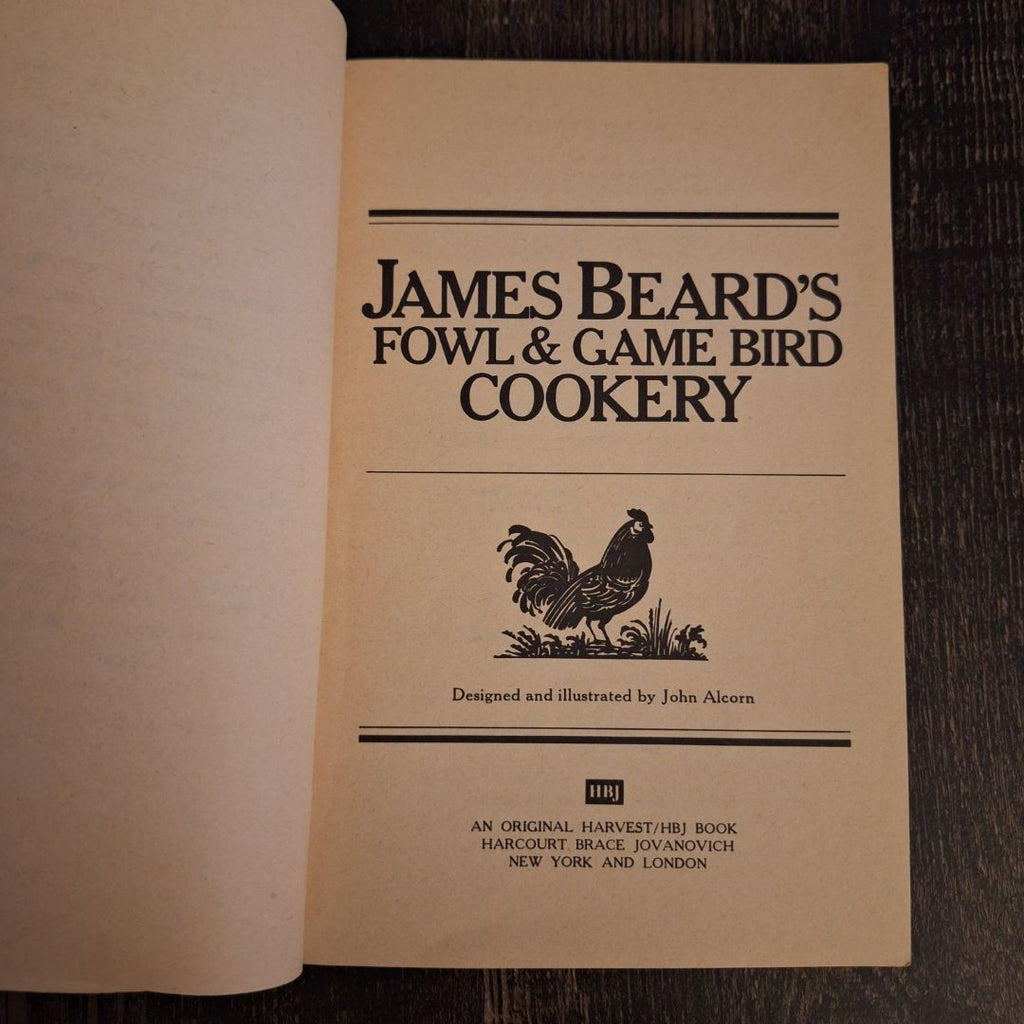 JAMES BEARD'S
FOWL & GAME BIRD
COOKERY
Designed and illustrated by John Alcorn
HBJ
AN ORIGINAL HARVEST/HBJ BOOK
HARCOURT BRACE JOVANOVICH
NEW YORK AND LONDON